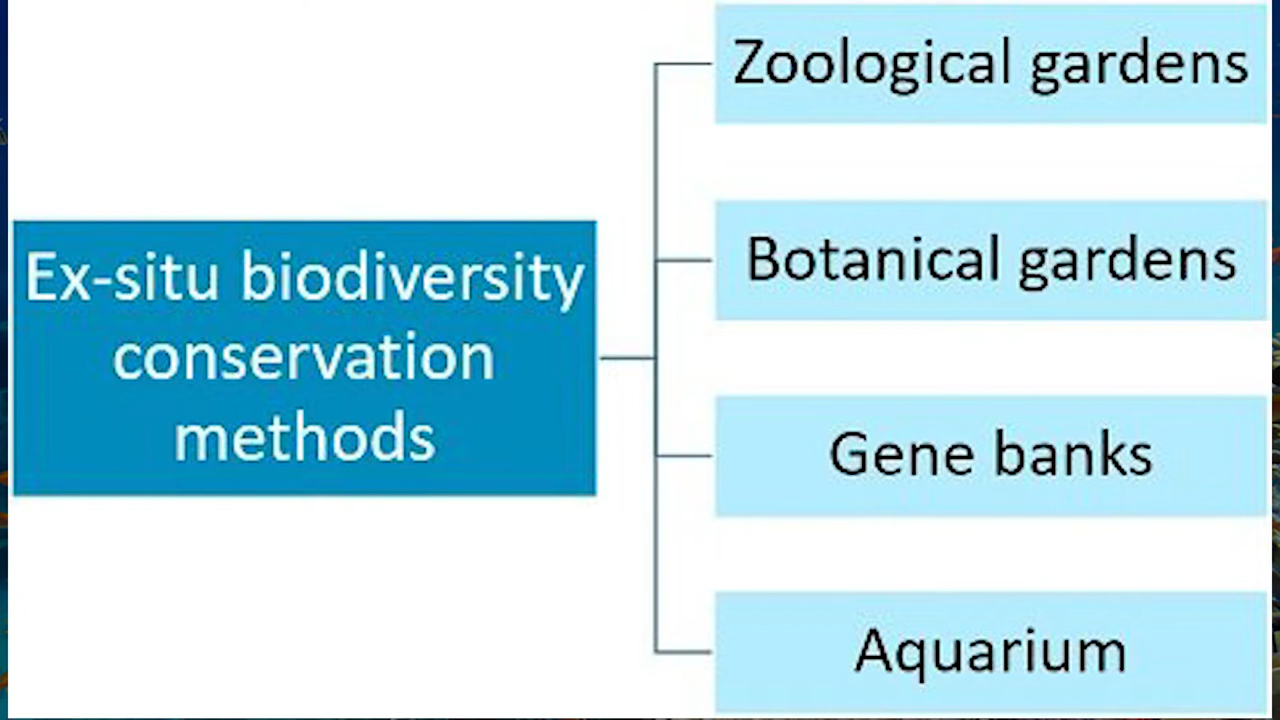 Zoological gardens
Ex-situ biodiversity
conservation
methods
Botanical gardens
Gene banks
Aquarium